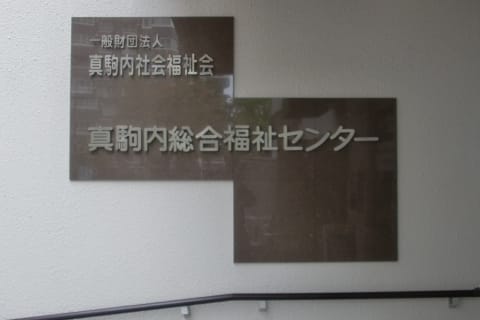 一般財団法人
真駒内社会福祉会
真駒内総合福祉センター